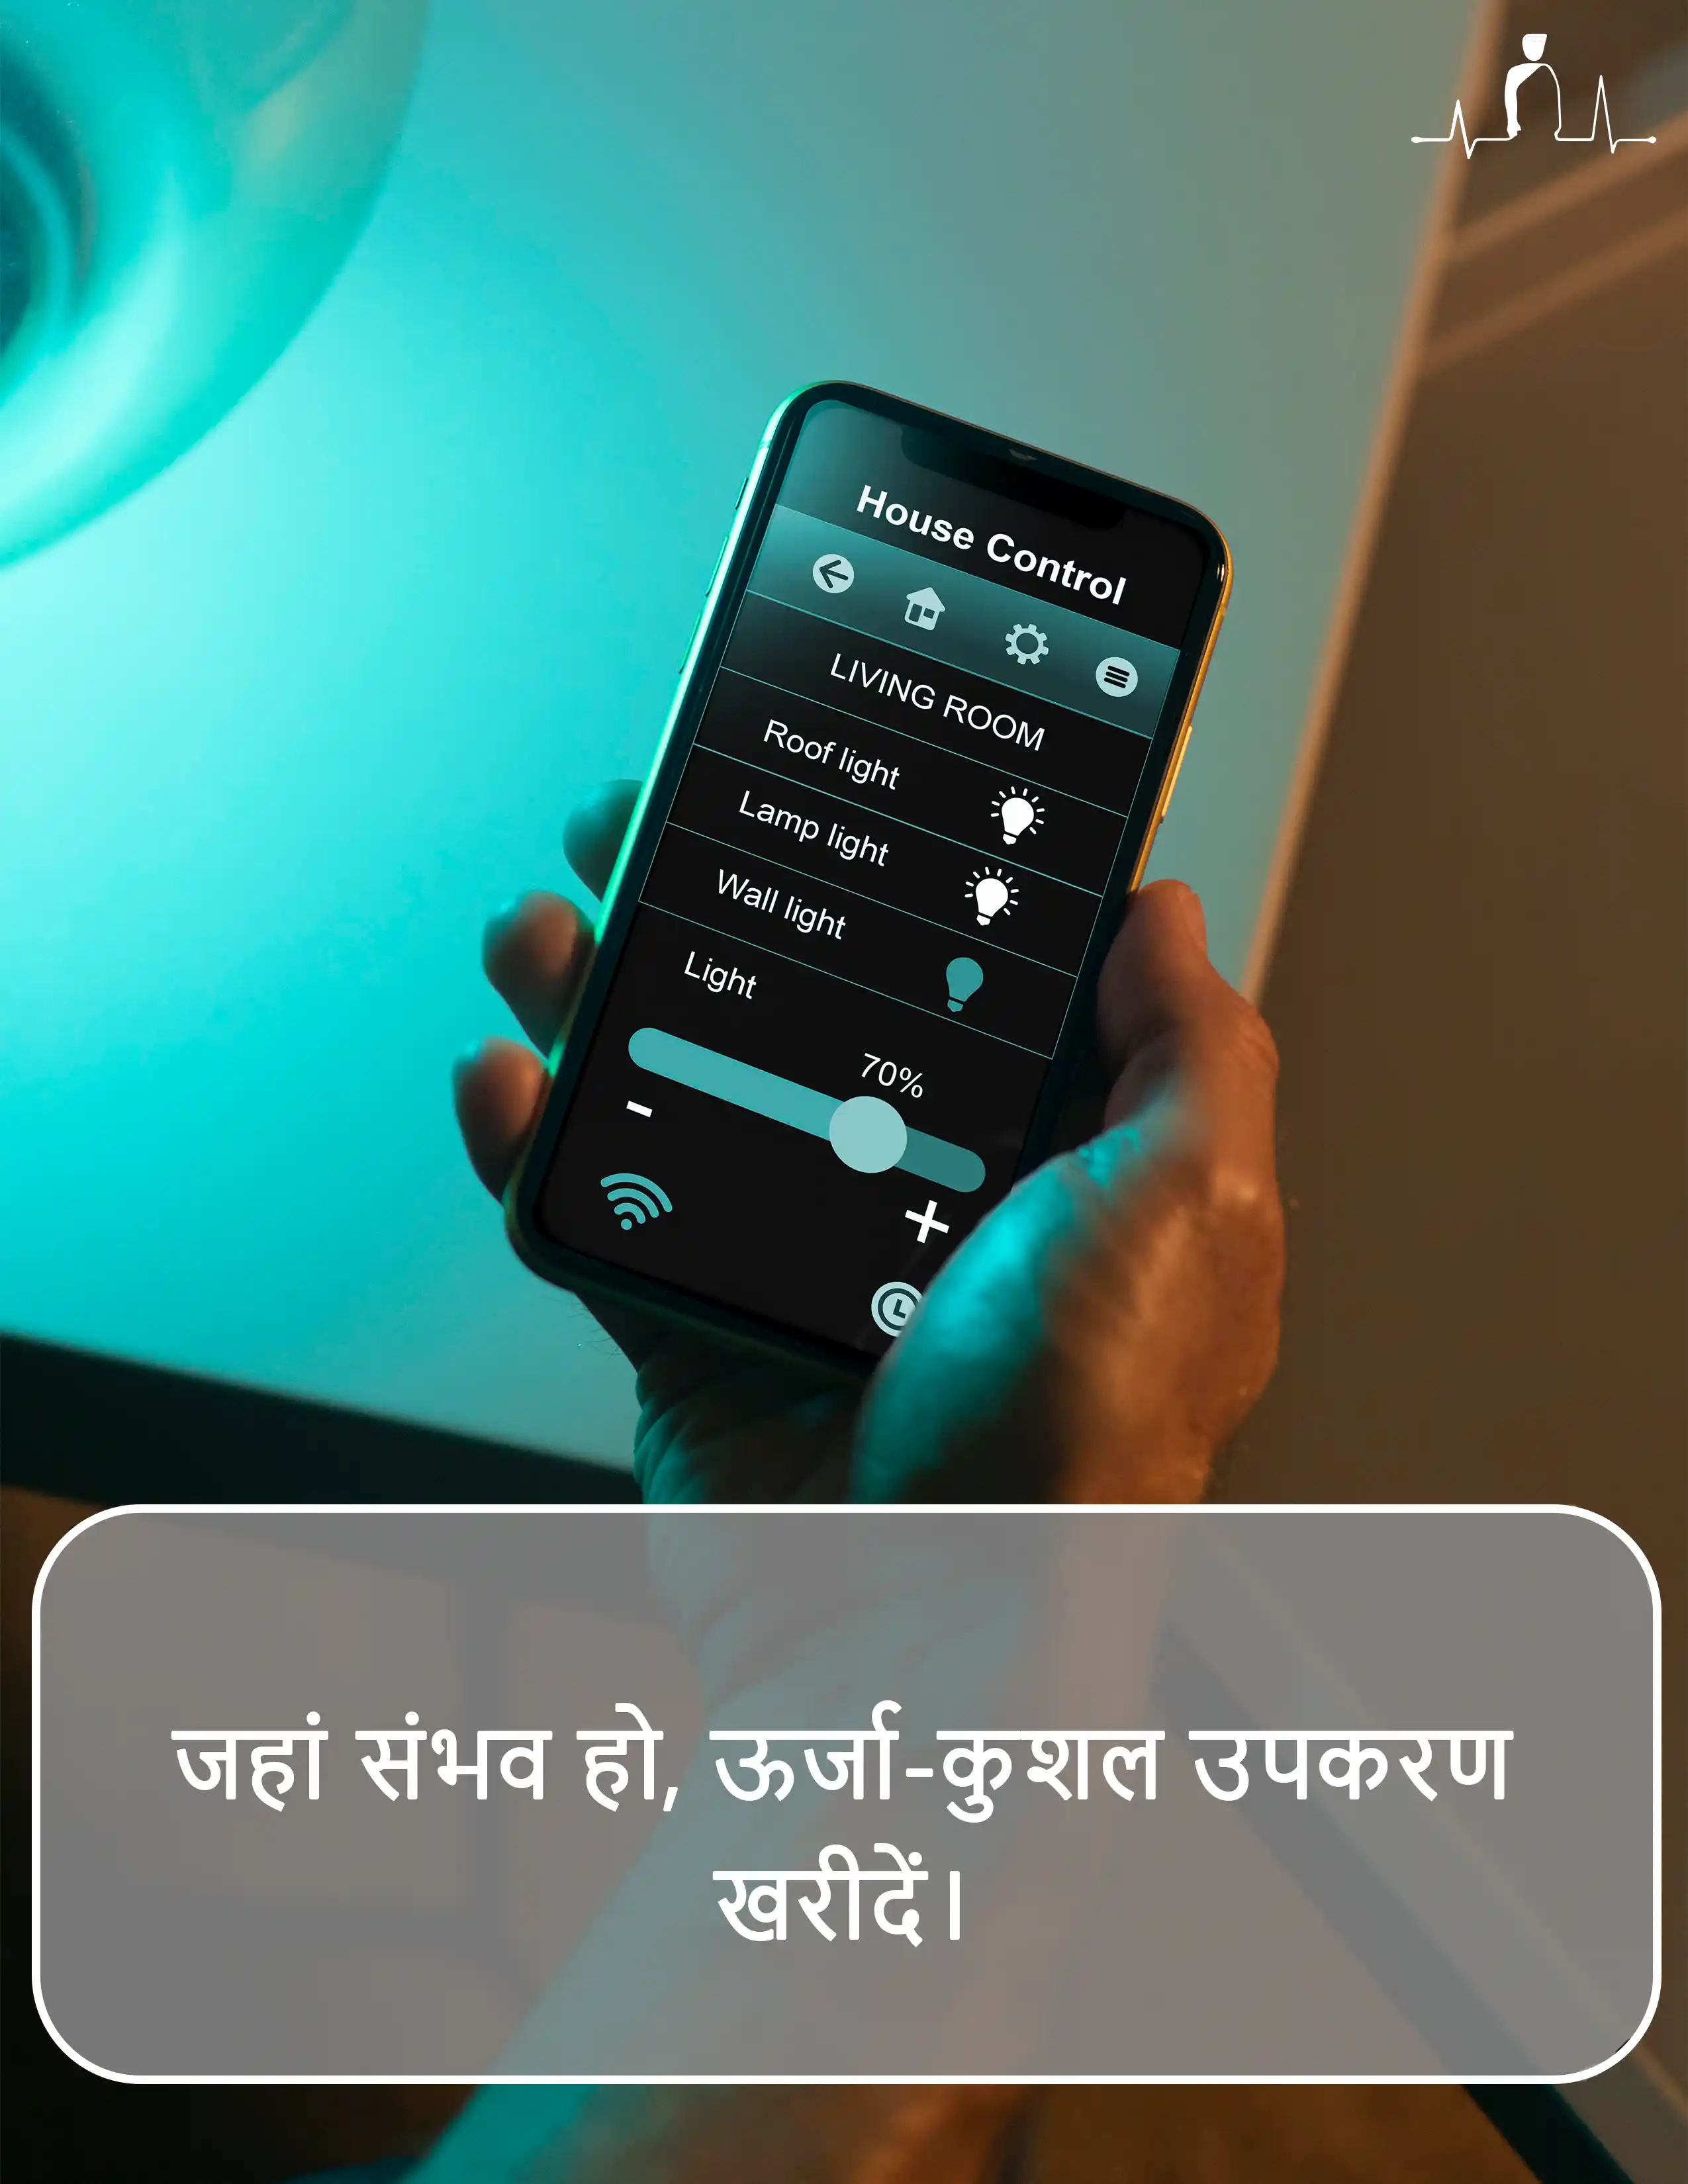 House Control
LIVING ROOM
Roof light
Lamp light
Wall light
Light
70%
-
+
जहां संभव हो, ऊर्जा-कुशल उपकरण
खरीदें।